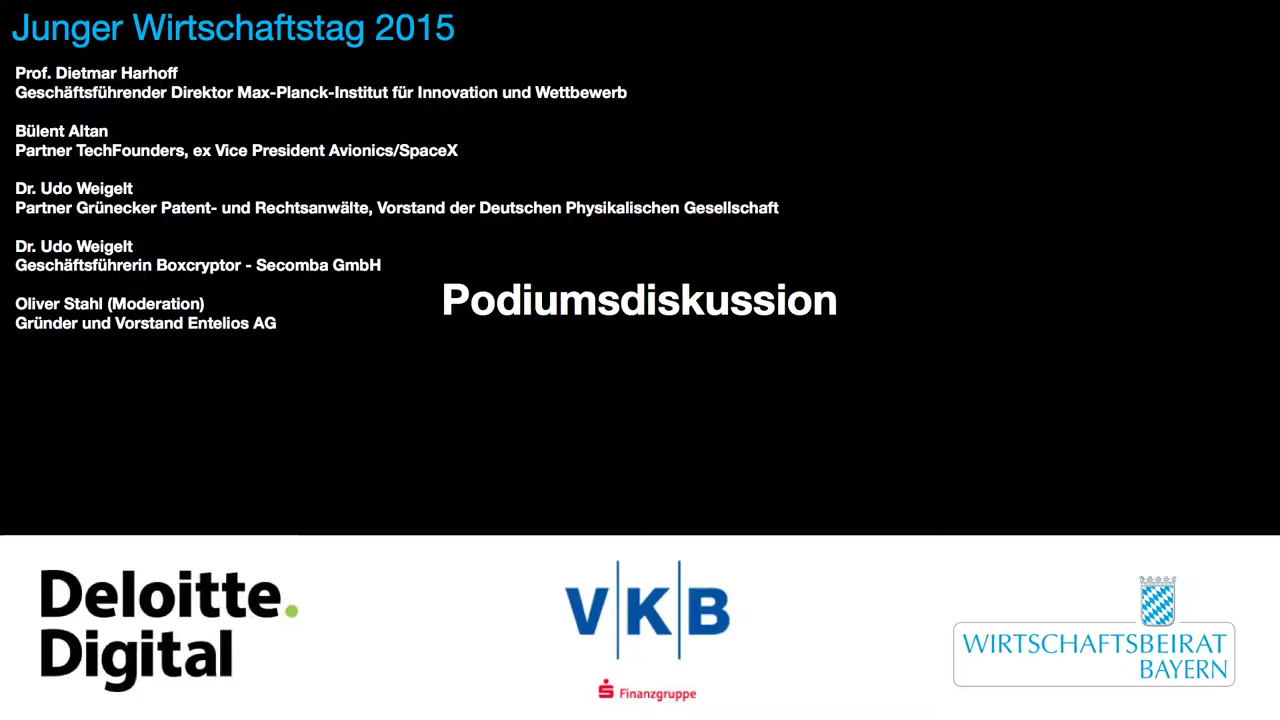 Junger Wirtschaftstag 2015
Prof. Dietmar Harhoff
Geschäftsführender Direktor Max-Planck-Institut für Innovation und Wettbewerb
Bülent Altan
Partner TechFounders, ex Vice President Avionics/SpaceX
Dr. Udo Weigelt
Partner Grünecker Patent- und Rechtsanwälte, Vorstand der Deutschen Physikalischen Gesellschaft
Dr. Udo Weigelt
Geschäftsführerin Boxcryptor - Secomba GmbH
Oliver Stahl (Moderation)
Gründer und Vorstand Entelios AG
Podiumsdiskussion
Deloitte.
Digital
VKB
Finanzgruppe
WIRTSCHAFTSBEIRAT
BAYERN